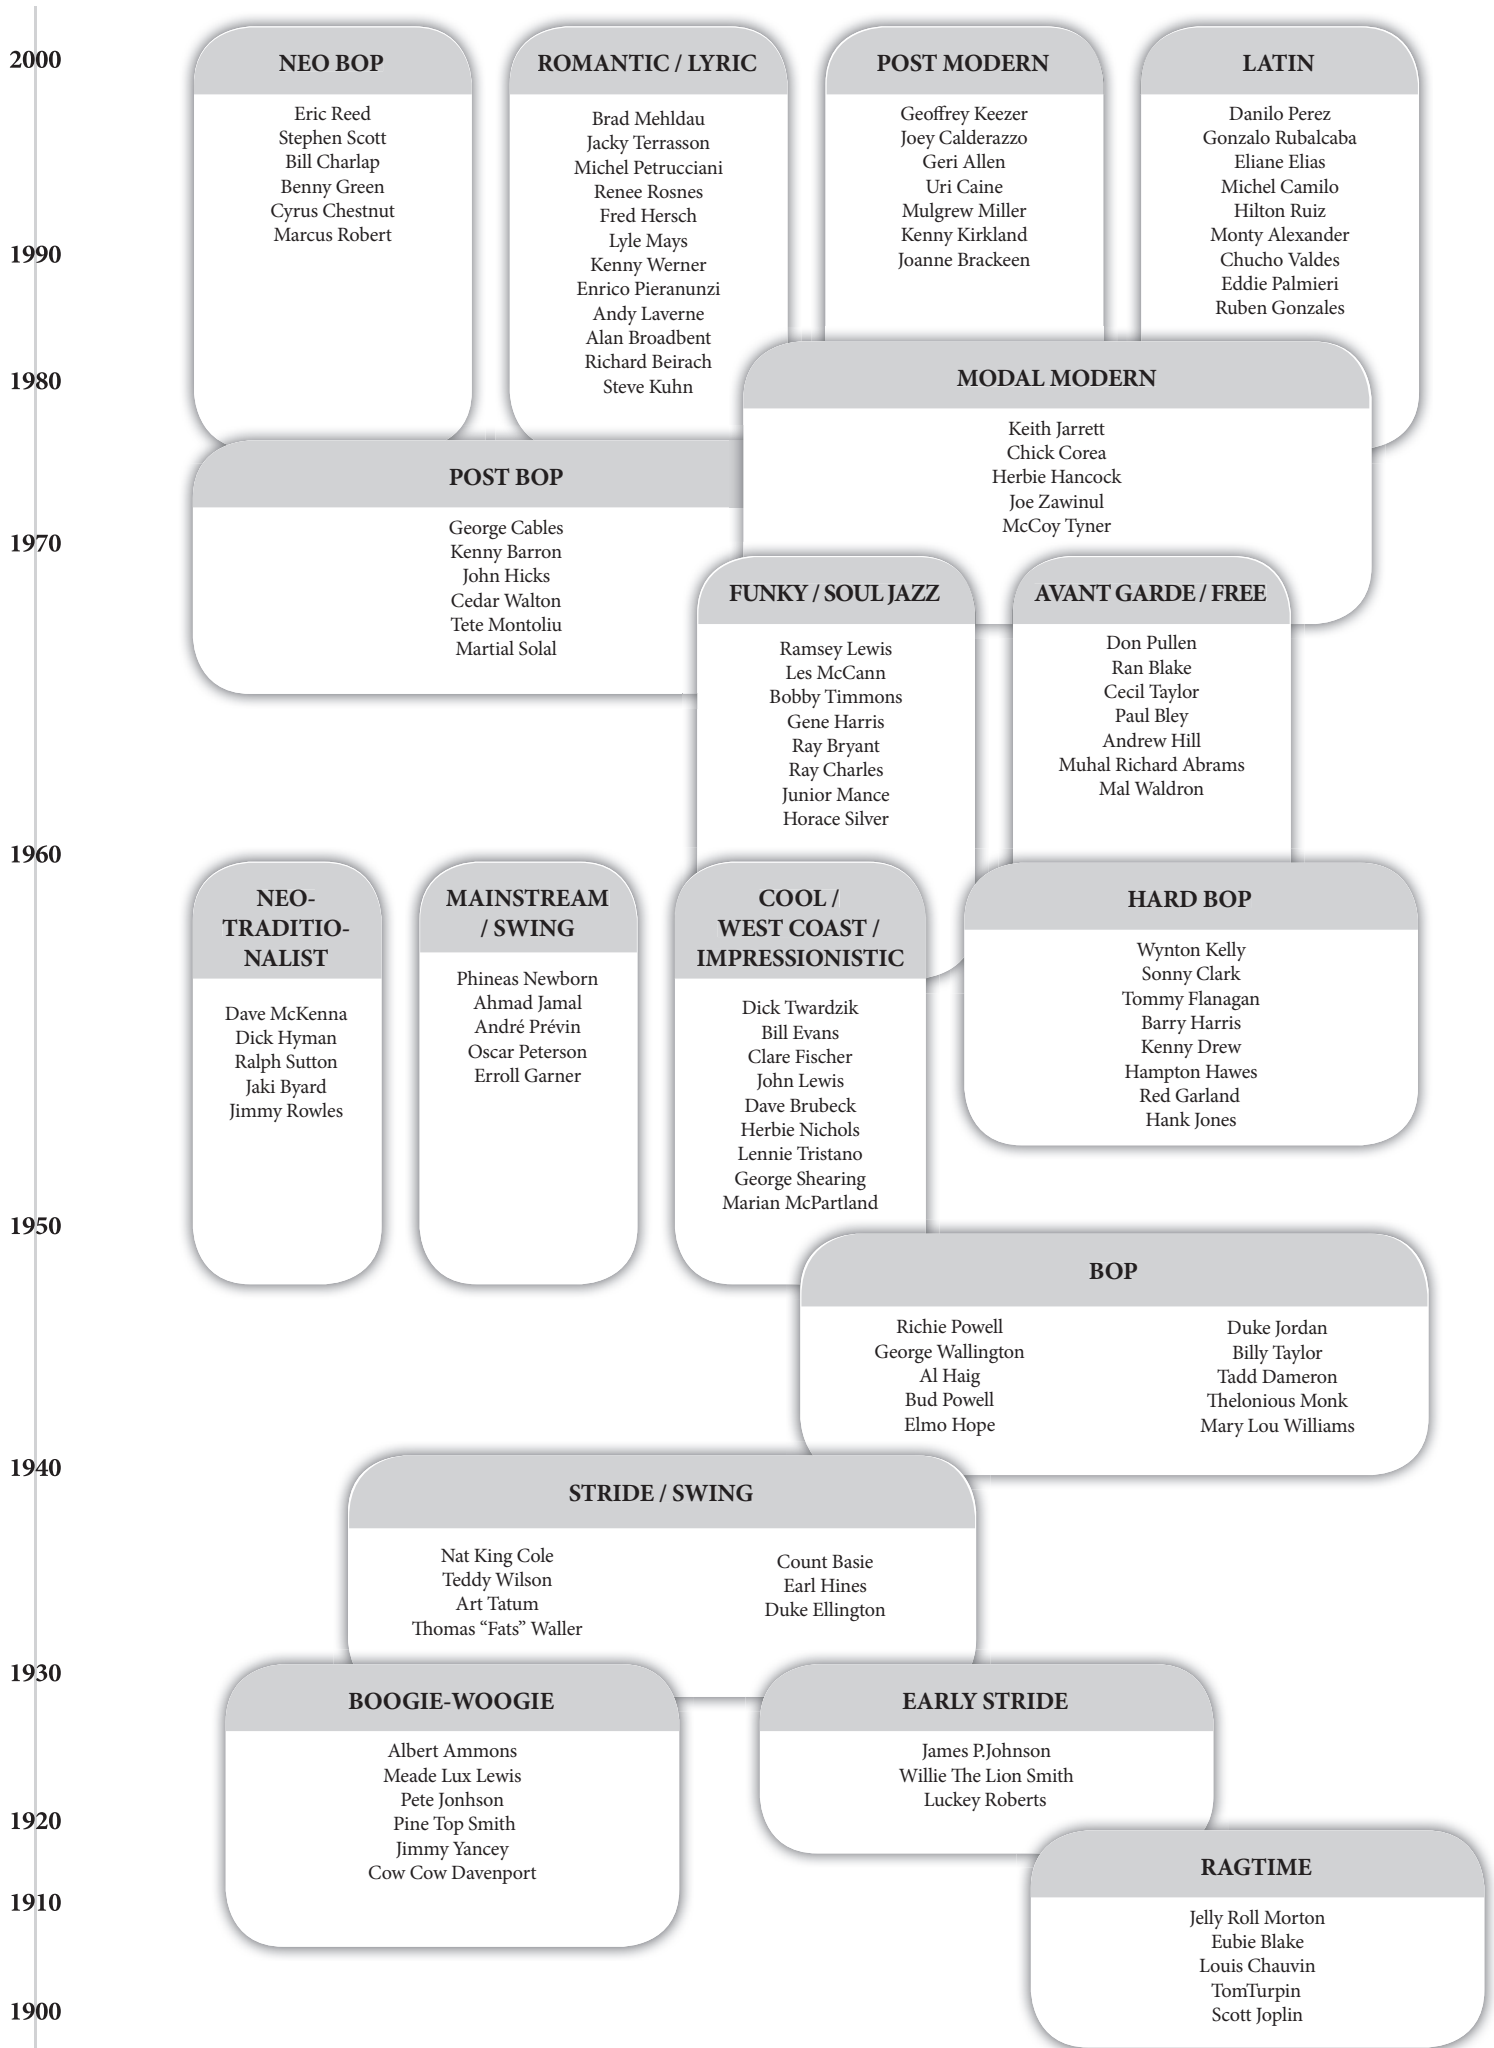 2000
NEO BOP
Eric Reed
Stephen Scott
Bill Charlap
Benny Green
Cyrus Chestnut
Marcus Robert
ROMANTIC / LYRIC
Brad Mehldau
Jacky Terrasson
Michel Petrucciani
Renee Rosnes
Fred Hersch
Lyle Mays
Kenny Werner
Enrico Pieranunzi
Andy Laverne
Alan Broadbent
Richard Beirach
Steve Kuhn
POST MODERN
Geoffrey Keezer
Joey Calderazzo
Geri Allen
Uri Caine
Mulgrew Miller
Kenny Kirkland
Joanne Brackeen
LATIN
Danilo Perez
Gonzalo Rubalcaba
Eliane Elias
Michel Camilo
Hilton Ruiz
Monty Alexander
Chucho Valdes
Eddie Palmieri
Ruben Gonzales
1990
1980
MODAL MODERN
Keith Jarrett
Chick Corea
Herbie Hancock
Joe Zawinul
McCoy Tyner
POST BOP
George Cables
Kenny Barron
John Hicks
Cedar Walton
Tete Montoliu
Martial Solal
1970
FUNKY / SOUL JAZZ
Ramsey Lewis
Les McCann
Bobby Timmons
Gene Harris
Ray Bryant
Ray Charles
Junior Mance
Horace Silver
AVANT GARDE / FREE
Don Pullen
Ran Blake
Cecil Taylor
Paul Bley
Andrew Hill
Muhal Richard Abrams
Mal Waldron
1960
NEO-
TRADITIO-
NALIST
Dave McKenna
Dick Hyman
Ralph Sutton
Jaki Byard
Jimmy Rowles
MAINSTREAM
/ SWING
Phineas Newborn
Ahmad Jamal
André Prévin
Oscar Peterson
Erroll Garner
COOL /
WEST COAST /
IMPRESSIONISTIC
Dick Twardzik
Bill Evans
Clare Fischer
John Lewis
Dave Brubeck
Herbie Nichols
Lennie Tristano
George Shearing
Marian McPartland
HARD BOP
Wynton Kelly
Sonny Clark
Tommy Flanagan
Barry Harris
Kenny Drew
Hampton Hawes
Red Garland
Hank Jones
1950
BOP
Richie Powell
George Wallington
Al Haig
Bud Powell
Elmo Hope
Duke Jordan
Billy Taylor
Tadd Dameron
Thelonious Monk
Mary Lou Williams
1940
STRIDE / SWING
Nat King Cole
Teddy Wilson
Art Tatum
Thomas “Fats” Waller
Count Basie
Earl Hines
Duke Ellington
1930
BOOGIE-WOOGIE
Albert Ammons
Meade Lux Lewis
Pete Jonhson
Pine Top Smith
Jimmy Yancey
Cow Cow Davenport
EARLY STRIDE
James P.Johnson
Willie The Lion Smith
Luckey Roberts
1920
1910
RAGTIME
Jelly Roll Morton
Eubie Blake
Louis Chauvin
TomTurpin
Scott Joplin
1900